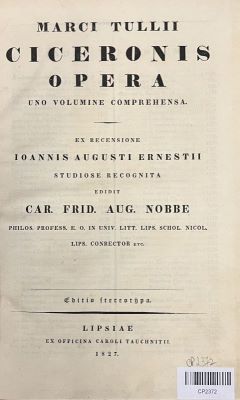 MARCI TULLII
CICERONIS
OPERA
UNO VOLUMINE COMPREHENSA.
EX RECENSIONE
IOANNIS AUGUSTI ERNESTII
STUDIOSE RECOGNITA
EDIDIT
CAR. FRID. AUG. NOBBE
PHILOS. PROFESS. E. O. IN UNIV. LITT. LIPS. SCHOL. NICOL.
LIPS. CONRECTOR ETC.
Editio stereotypa.
LIPSIAE
EX OFFICINA CAROLI TAUCHNITII
1827.
CP2372
CP2372